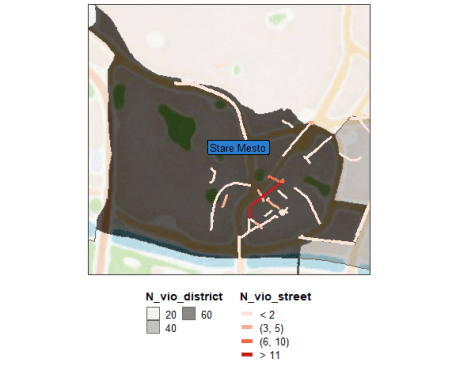 Stare Mesto
N_vio_district
20 60
40
N_vio_street
< 2
(3, 5)
(6, 10)
> 11